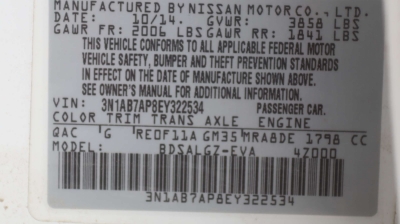 MANUFACTURED BY NISSAN MOTOR CO., LTD.
DATE 10/14. GVWR: 3858 LBS
GAWR FR: 2006 LBS GAWR RR: 1841 LBS
THIS VEHICLE CONFORMS TO ALL APPLICABLE FEDERAL MOTOR
VEHICLE SAFETY, BUMPER AND THEFT PREVENTION STANDARDS
IN EFFECT ON THE DATE OF MANUFACTURE SHOWN ABOVE.
SEE OWNER'S MANUAL FOR ADDITIONAL INFORMATION.
VIN: 3N1AB7AP8EY322534 PASSENGER CAR.
COLOR TRIM TRANS AXLE ENGINE
QAC G RE0F11A GM35 MRA8DE 1798 CC
MODEL: BDSALGZ-EVA 4Z000
3N1AB7AP8EY322534